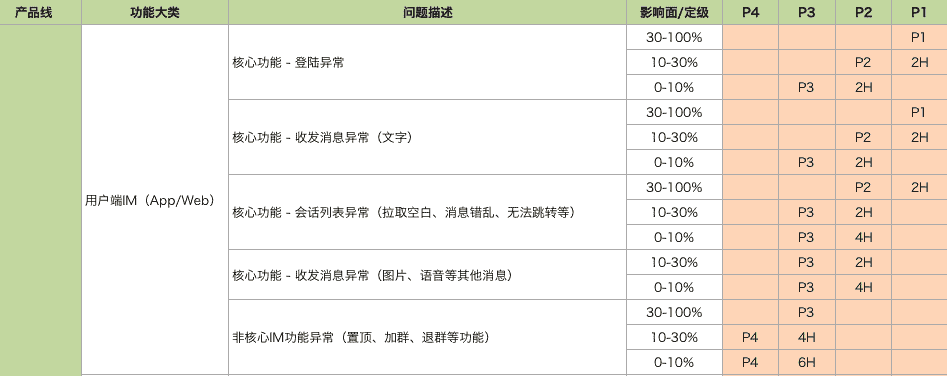 产品线 功能大类 问题描述 影响面/定级 P4 P3 P2 P1
30-100% P1
核心功能 - 登陆异常 10-30% P2 2H
0-10% P3 2H
30-100% P1
核心功能 - 收发消息异常（文字） 10-30% P2 2H
0-10% P3 2H
用户端IM（App/Web） 30-100% P2 2H
核心功能 - 会话列表异常（拉取空白、消息错乱、无法跳转等） 10-30% P3 2H
0-10% P3 4H
核心功能 - 收发消息异常（图片、语音等其他消息） 10-30% P3 2H
0-10% P3 4H
30-100% P3
非核心IM功能异常（置顶、加群、退群等功能） 10-30% P4 4H
0-10% P4 6H